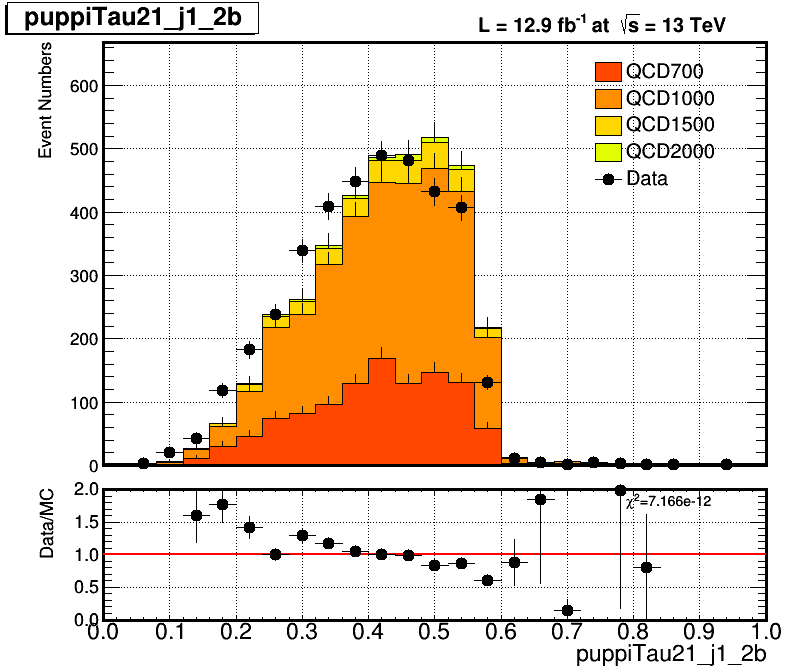 puppiTau21_j1_2b
L = 12.9 fb⁻¹ at √s = 13 TeV
Event Numbers
600
500
400
300
200
100
0
QCD700
QCD1000
QCD1500
QCD2000
Data
Data/MC
2.0
1.5
1.0
0.5
0.0
χ²=7.166e-12
0.0 0.1 0.2 0.3 0.4 0.5 0.6 0.7 0.8 0.9 1.0
puppiTau21_j1_2b